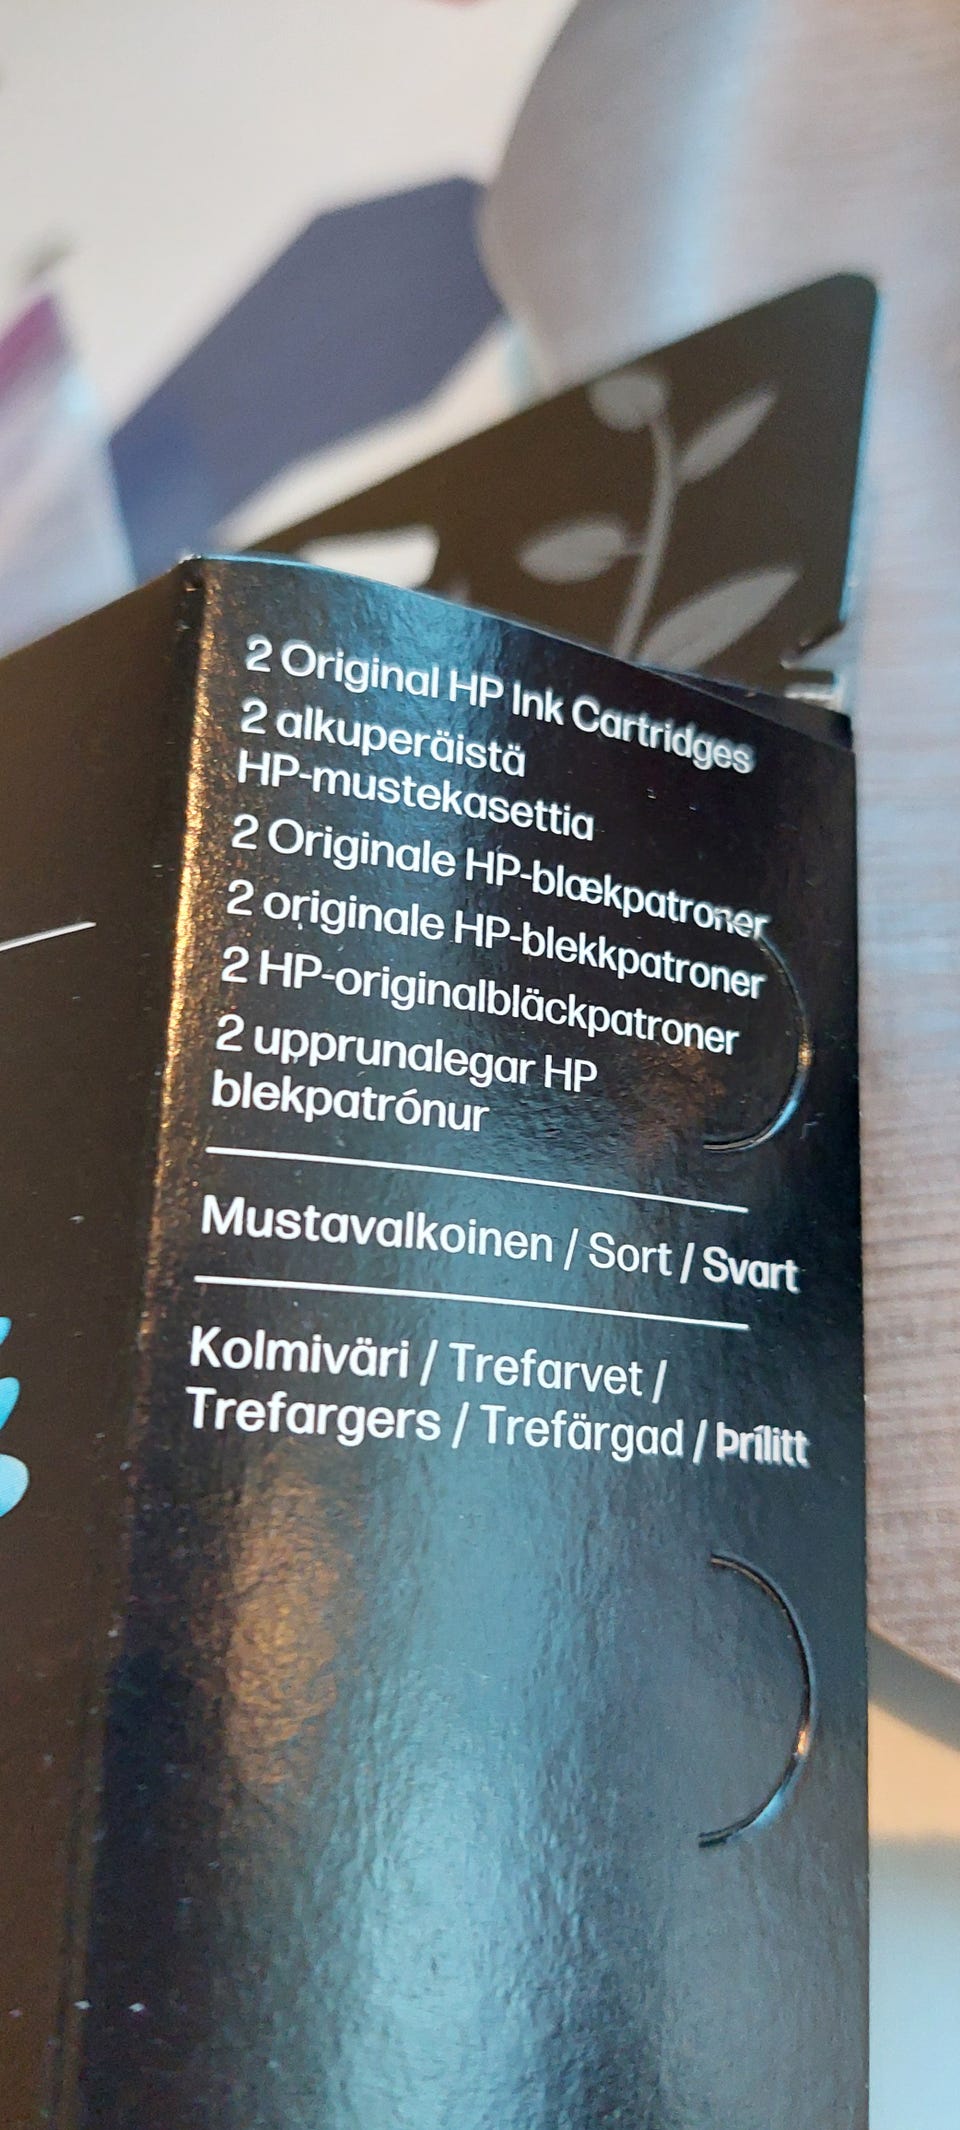 2 Original HP Ink Cartridges
2 alkuperäistä
HP-mustekasettia
2 Originale HP-blækpatroner
2 originale HP-blekkpatroner
2 HP-originalbläckpatroner
2 upprunalegar HP
blekpatrónur
Mustavalkoinen / Sort / Svart
Kolmiväri / Trefarvet /
Trefargers / Trefärgad / Þrílitt